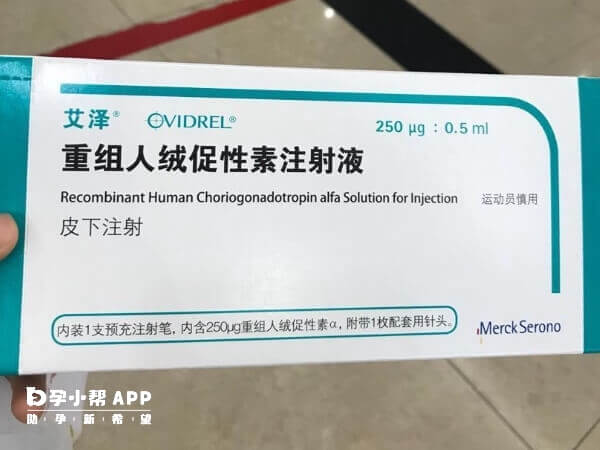 艾泽® OVIDREL® 250 μg : 0.5 ml
重组人绒促性素注射液
Recombinant Human Choriogonadotropin alfa Solution for Injection 运动员慎用
皮下注射
内装1支预充注射笔, 内含250μg重组人绒促性素α, 附带1枚配套用针头。
Merck Serono
孕小帮 APP
助·孕·新·希·望